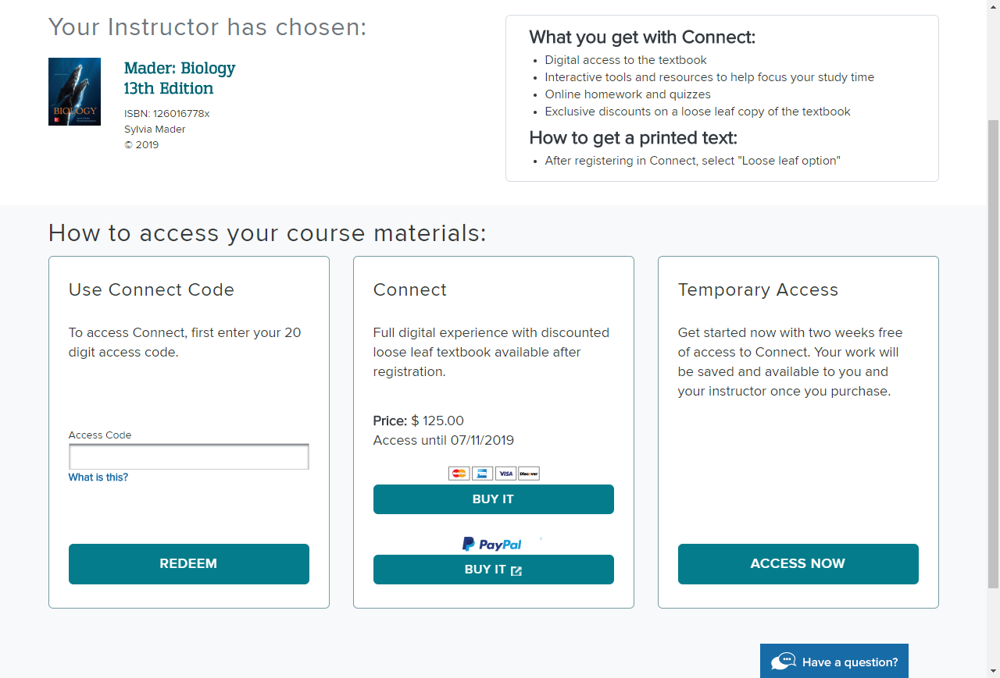 Your Instructor has chosen:
BIOLOGY
Mader: Biology
13th Edition
ISBN: 126016778x
Sylvia Mader
© 2019
What you get with Connect:
• Digital access to the textbook
• Interactive tools and resources to help focus your study time
• Online homework and quizzes
• Exclusive discounts on a loose leaf copy of the textbook
How to get a printed text:
• After registering in Connect, select "Loose leaf option"
How to access your course materials:
Use Connect Code
To access Connect, first enter your 20
digit access code.
Access Code
What is this?
REDEEM
Connect
Full digital experience with discounted
loose leaf textbook available after
registration.
Price: $ 125.00
Access until 07/11/2019
VISA Discover
BUY IT
PayPal
BUY IT
Temporary Access
Get started now with two weeks free
of access to Connect. Your work will
be saved and available to you and
your instructor once you purchase.
ACCESS NOW
Have a question?